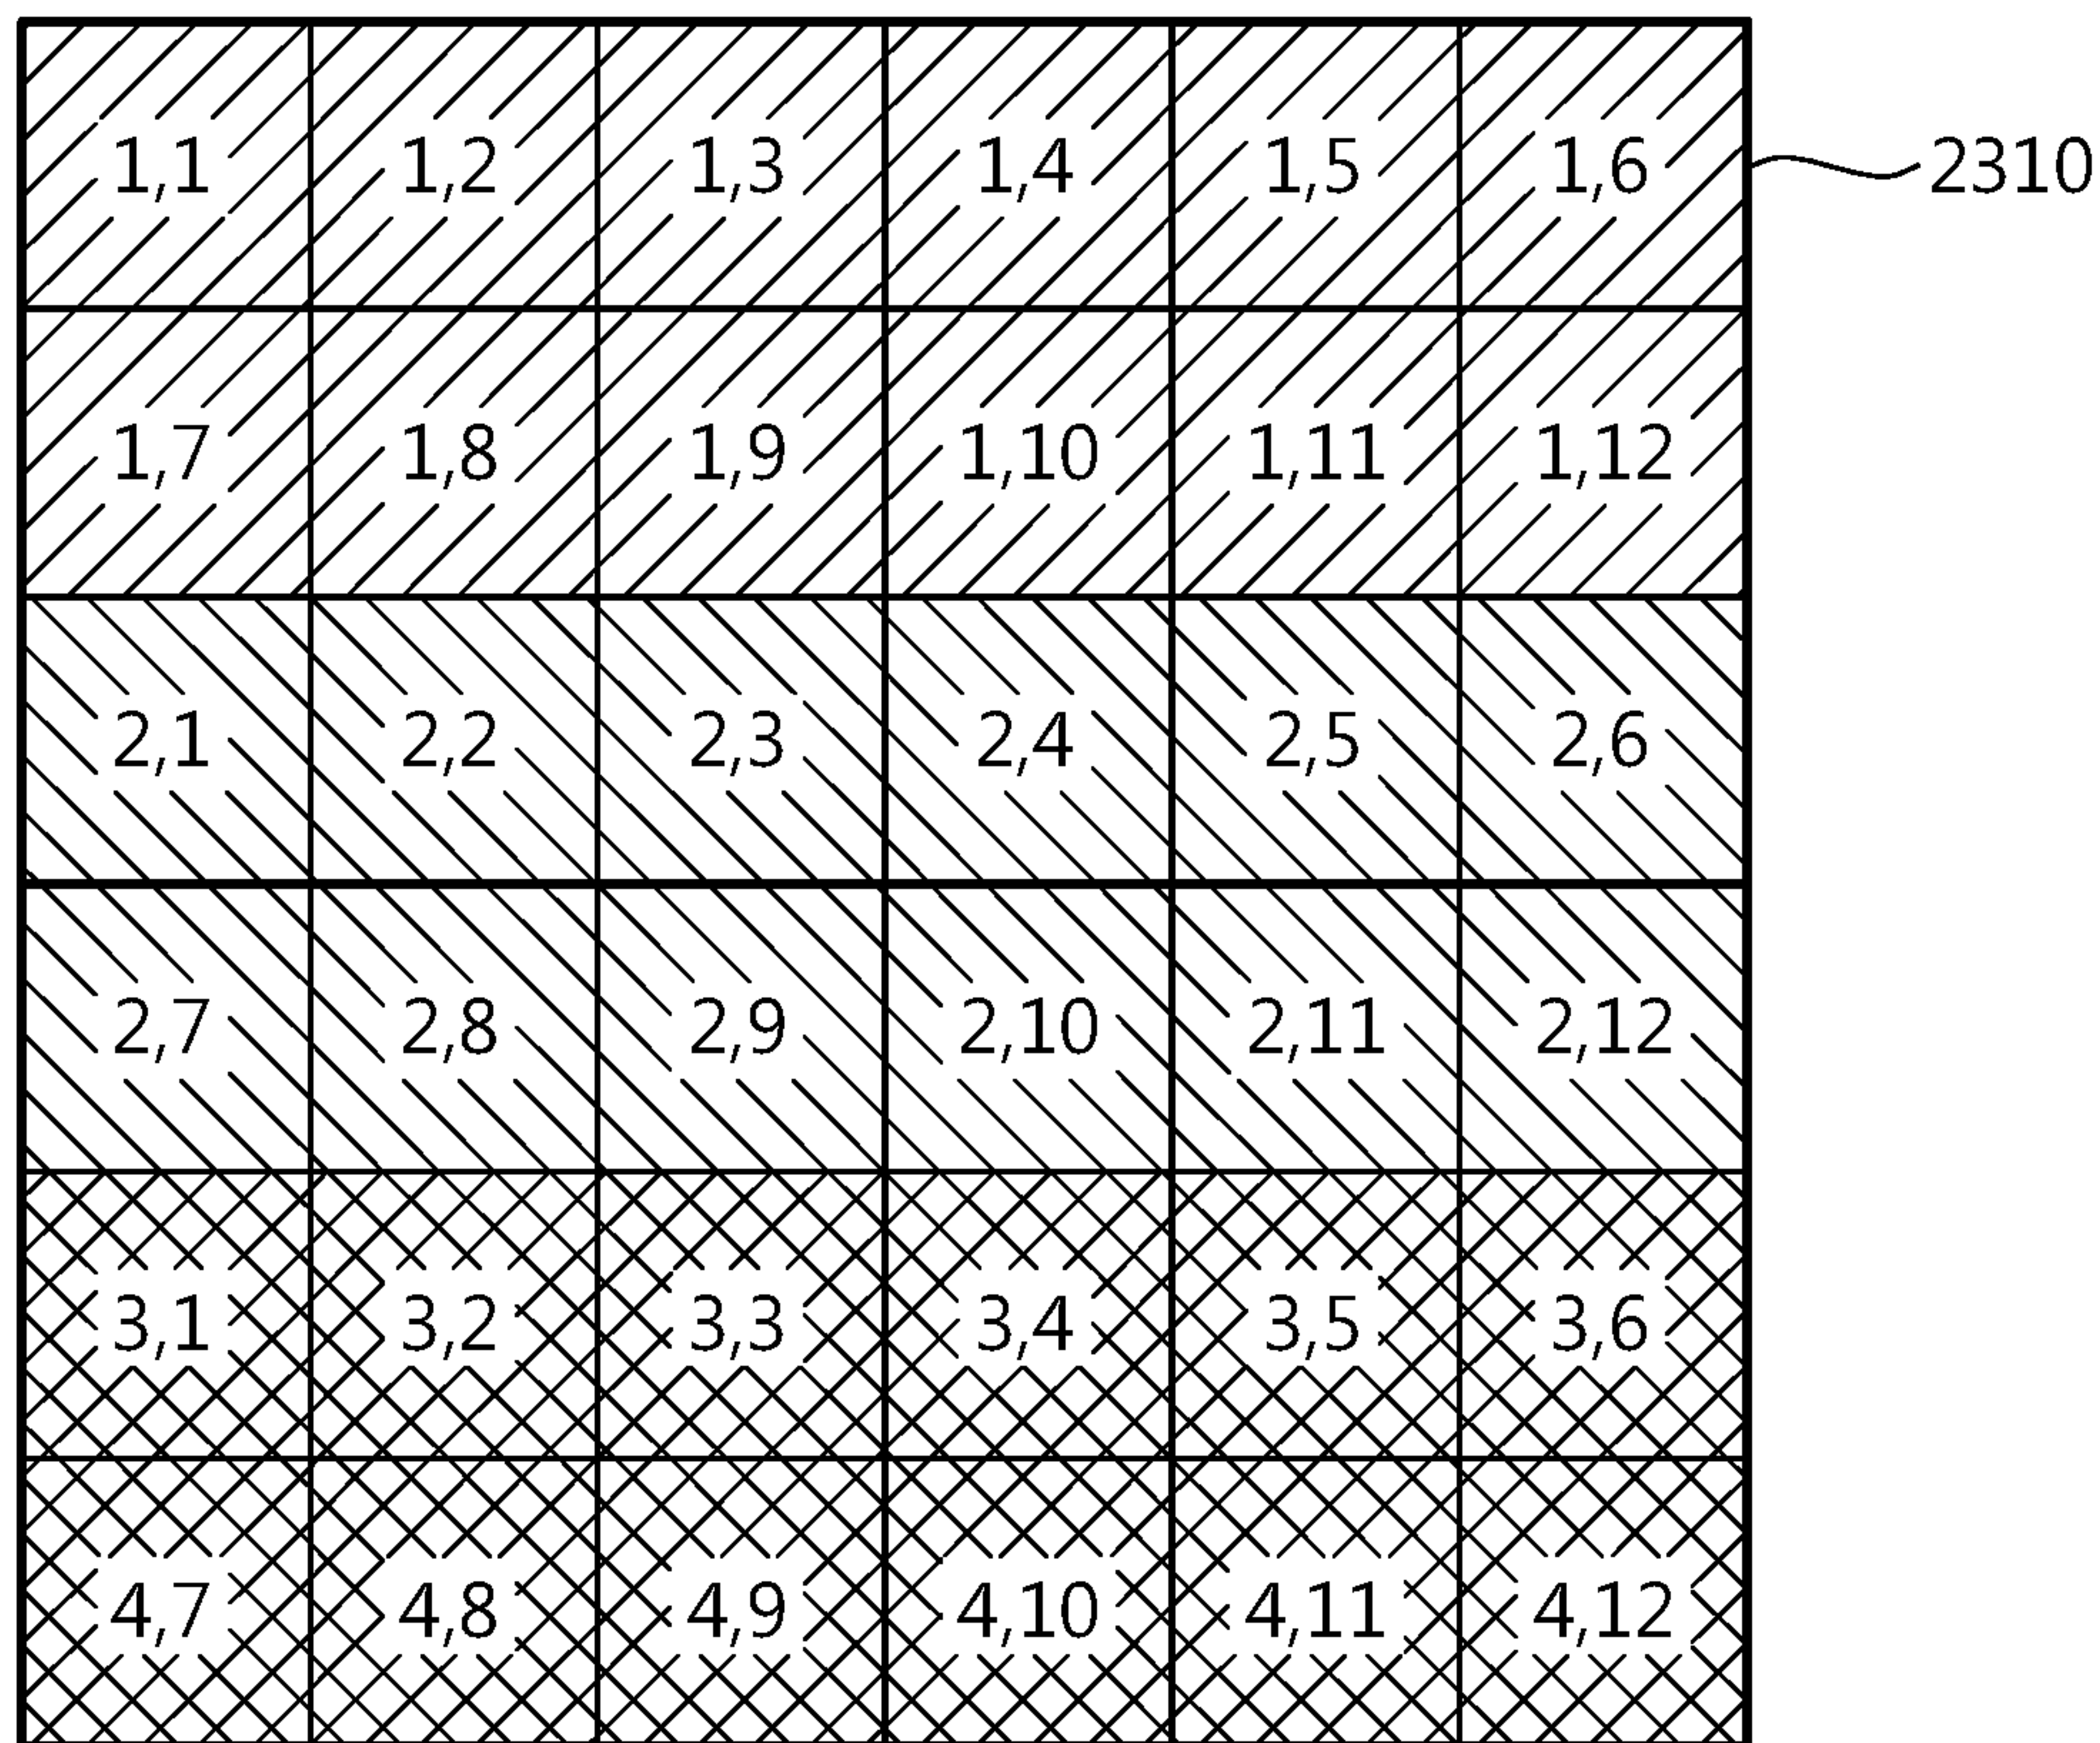 1,1 1,2 1,3 1,4 1,5 1,6 2310
1,7 1,8 1,9 1,10 1,11 1,12
2,1 2,2 2,3 2,4 2,5 2,6
2,7 2,8 2,9 2,10 2,11 2,12
3,1 3,2 3,3 3,4 3,5 3,6
4,7 4,8 4,9 4,10 4,11 4,12